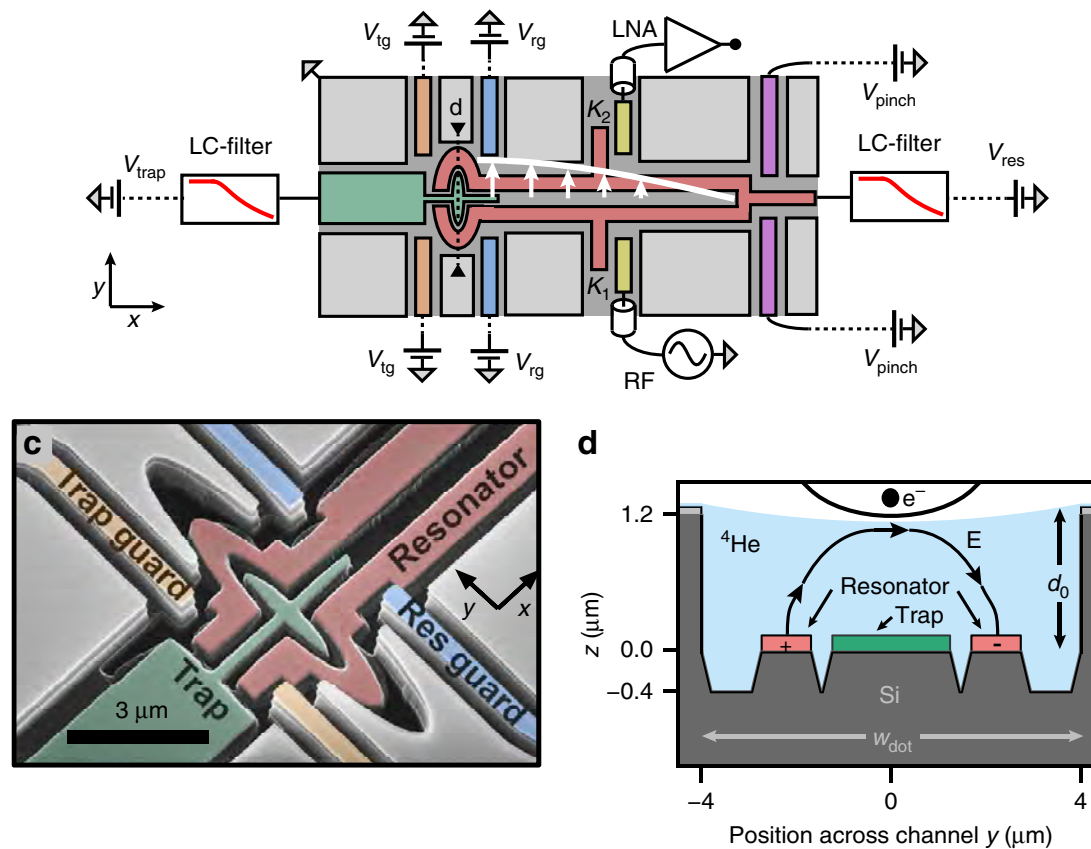 V_tg
V_rg
LNA
d
K_2
V_pinch
LC-filter
LC-filter
V_trap
V_res
y
x
K_1
V_tg
V_rg
RF
V_pinch
c
Trap guard
Resonator
y
x
Res guard
Trap
3 μm
d
e⁻
1.2
⁴He
E
d_0
Resonator
Trap
z (μm)
0.0
+
-
−0.4
Si
w_dot
−4
0
4
Position across channel y (μm)